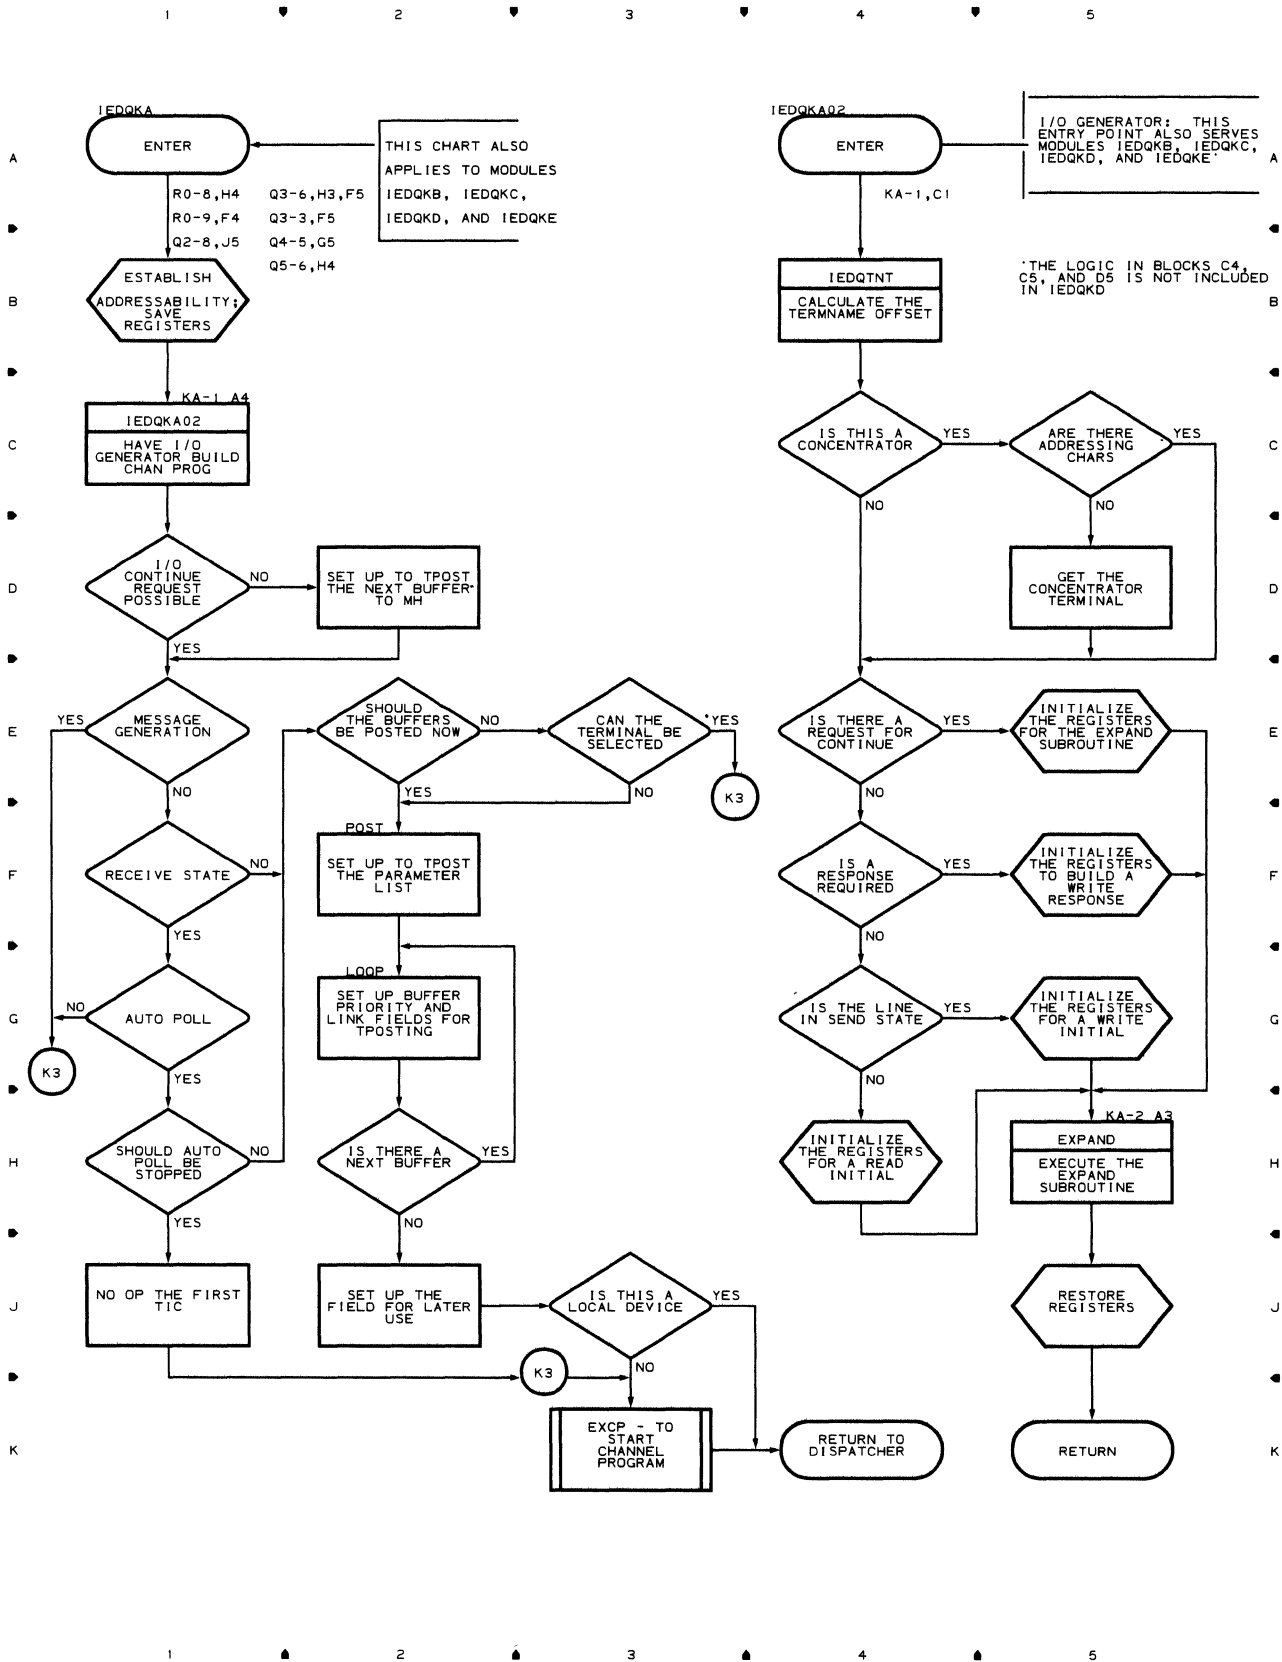 1 2 3 4 5
IEDQKA
ENTER
THIS CHART ALSO
APPLIES TO MODULES
IEDQKB, IEDQKC,
IEDQKD, AND IEDQKE
R0-8,H4 Q3-6,H3,F5
R0-9,F4 Q3-3,F5
Q2-8,J5 Q4-5,G5
Q5-6,H4
IEDQKA02
ENTER
I/O GENERATOR: THIS
ENTRY POINT ALSO SERVES
MODULES IEDQKB, IEDQKC,
IEDQKD, AND IEDQKE*
KA-1,C1
A
A
ESTABLISH
ADDRESSABILITY;
SAVE
REGISTERS
IEDQTNT
CALCULATE THE
TERMNAME OFFSET
*THE LOGIC IN BLOCKS C4,
C5, AND D5 IS NOT INCLUDED
IN IEDQKD
B
B
KA-1 A4
IEDQKA02
HAVE I/O
GENERATOR BUILD
CHAN PROG
IS THIS A
CONCENTRATOR
YES
NO
ARE THERE
ADDRESSING
CHARS
YES
NO
C
C
I/O
CONTINUE
REQUEST
POSSIBLE
NO
YES
SET UP TO TPOST
THE NEXT BUFFER
TO MH
GET THE
CONCENTRATOR
TERMINAL
D
D
YES
MESSAGE
GENERATION
NO
SHOULD
THE BUFFERS
BE POSTED NOW
NO
YES
CAN THE
TERMINAL BE
SELECTED
YES
NO
K3
IS THERE A
REQUEST FOR
CONTINUE
YES
NO
INITIALIZE
THE REGISTERS
FOR THE EXPAND
SUBROUTINE
E
E
RECEIVE STATE
NO
YES
POST
SET UP TO TPOST
THE PARAMETER
LIST
IS A
RESPONSE
REQUIRED
YES
NO
INITIALIZE
THE REGISTERS
TO BUILD A
WRITE
RESPONSE
F
F
NO
AUTO POLL
YES
K3
LOOP
SET UP BUFFER
PRIORITY AND
LINK FIELDS FOR
TPOSTING
IS THE LINE
IN SEND STATE
YES
NO
INITIALIZE
THE REGISTERS
FOR A WRITE
INITIAL
G
G
SHOULD AUTO
POLL BE
STOPPED
NO
YES
IS THERE A
NEXT BUFFER
YES
NO
INITIALIZE
THE REGISTERS
FOR A READ
INITIAL
KA-2 A3
EXPAND
EXECUTE THE
EXPAND
SUBROUTINE
H
H
NO OP THE FIRST
TIC
SET UP THE
FIELD FOR LATER
USE
IS THIS A
LOCAL DEVICE
YES
NO
RESTORE
REGISTERS
J
J
K3
EXCP - TO
START
CHANNEL
PROGRAM
RETURN TO
DISPATCHER
RETURN
K
K
1 2 3 4 5